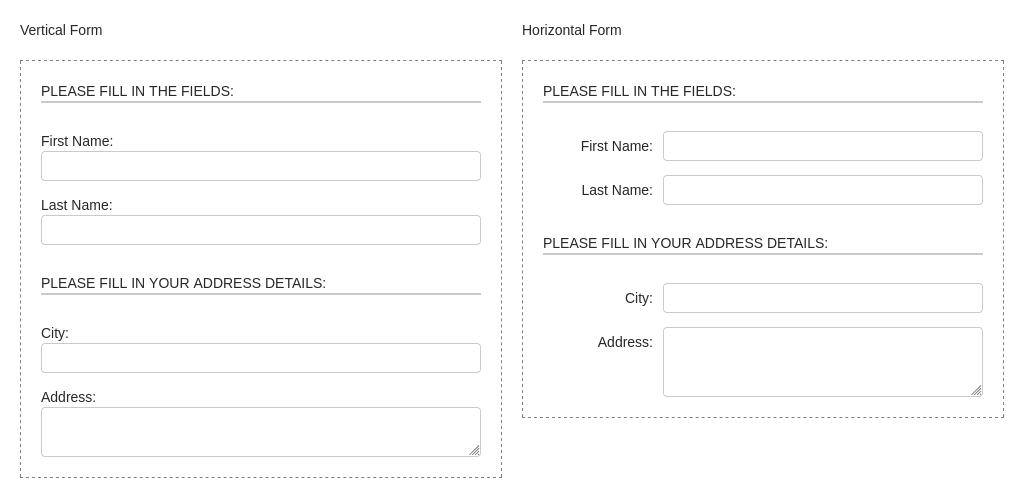 Vertical Form
PLEASE FILL IN THE FIELDS:
First Name:
Last Name:
PLEASE FILL IN YOUR ADDRESS DETAILS:
City:
Address:
Horizontal Form
PLEASE FILL IN THE FIELDS:
First Name:
Last Name:
PLEASE FILL IN YOUR ADDRESS DETAILS:
City:
Address: